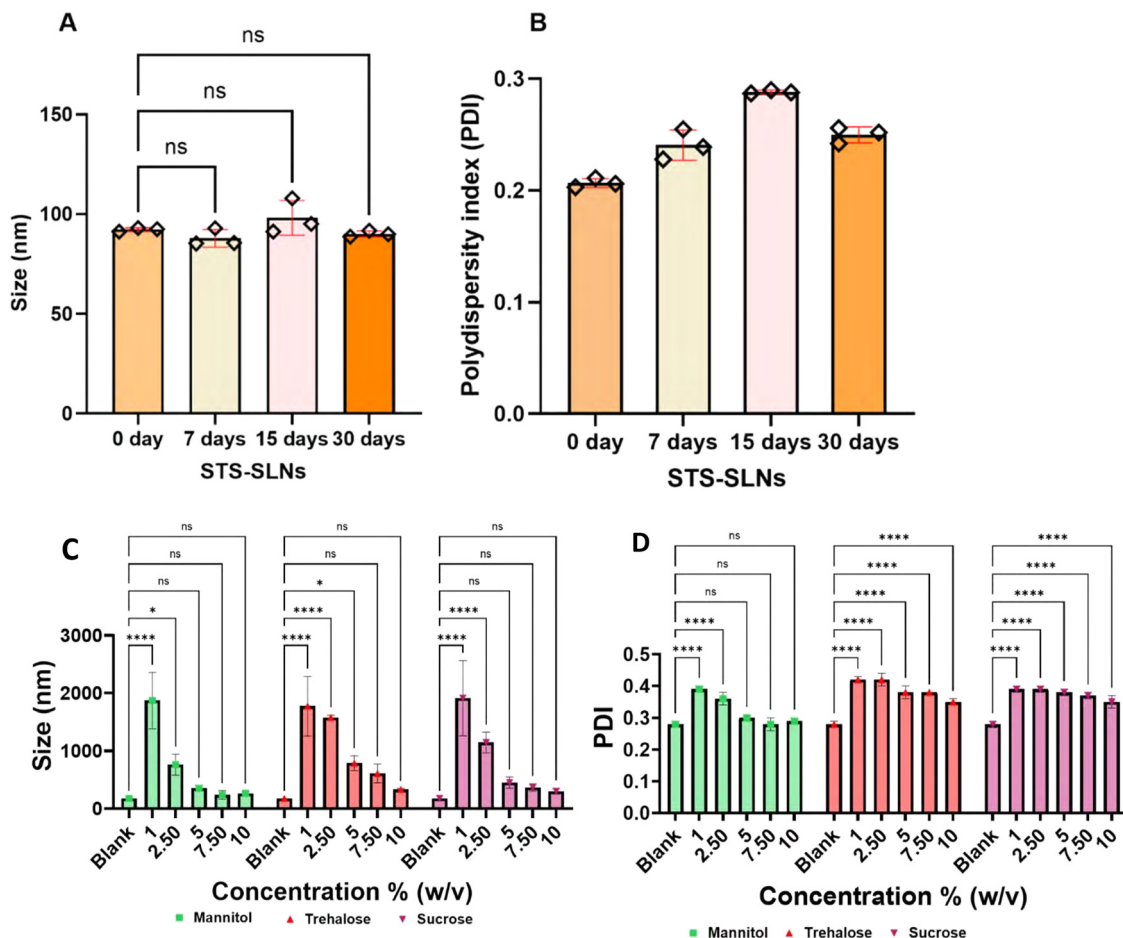 A
ns
ns
ns
150
100
50
0
Size (nm)
0 day 7 days 15 days 30 days
STS-SLNs
B
0.3
0.2
0.1
0.0
Polydispersity index (PDI)
0 day 7 days 15 days 30 days
STS-SLNs
C
ns ns ns
ns ns ns
ns * ns
* **** ****
**** **** ****
3000
2000
1000
0
Size (nm)
Blank 1 2.50 5 7.50 10 Blank 1 2.50 5 7.50 10 Blank 1 2.50 5 7.50 10
Concentration % (w/v)
Mannitol Trehalose Sucrose
D
ns **** ****
ns **** ****
ns **** ****
**** **** ****
**** **** ****
0.5
0.4
0.3
0.2
0.1
0.0
PDI
Blank 1 2.50 5 7.50 10 Blank 1 2.50 5 7.50 10 Blank 1 2.50 5 7.50 10
Concentration % (w/v)
Mannitol Trehalose Sucrose